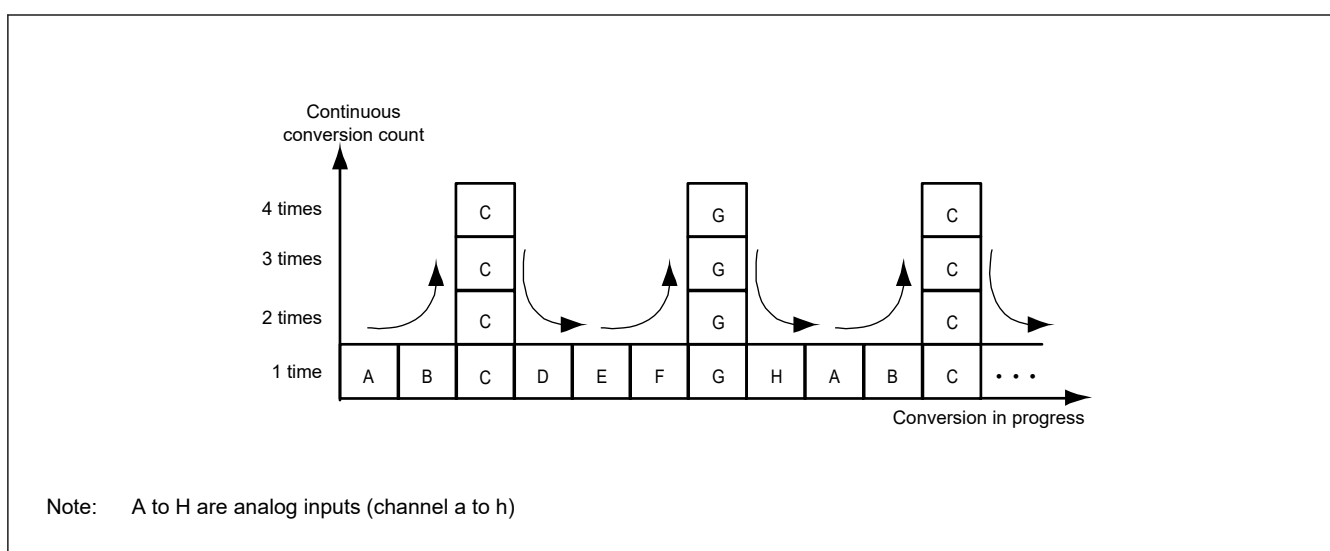 Continuous
conversion count
4 times C G C
3 times C G C
2 times C G C
1 time A B C D E F G H A B C • • •
Conversion in progress
Note: A to H are analog inputs (channel a to h)